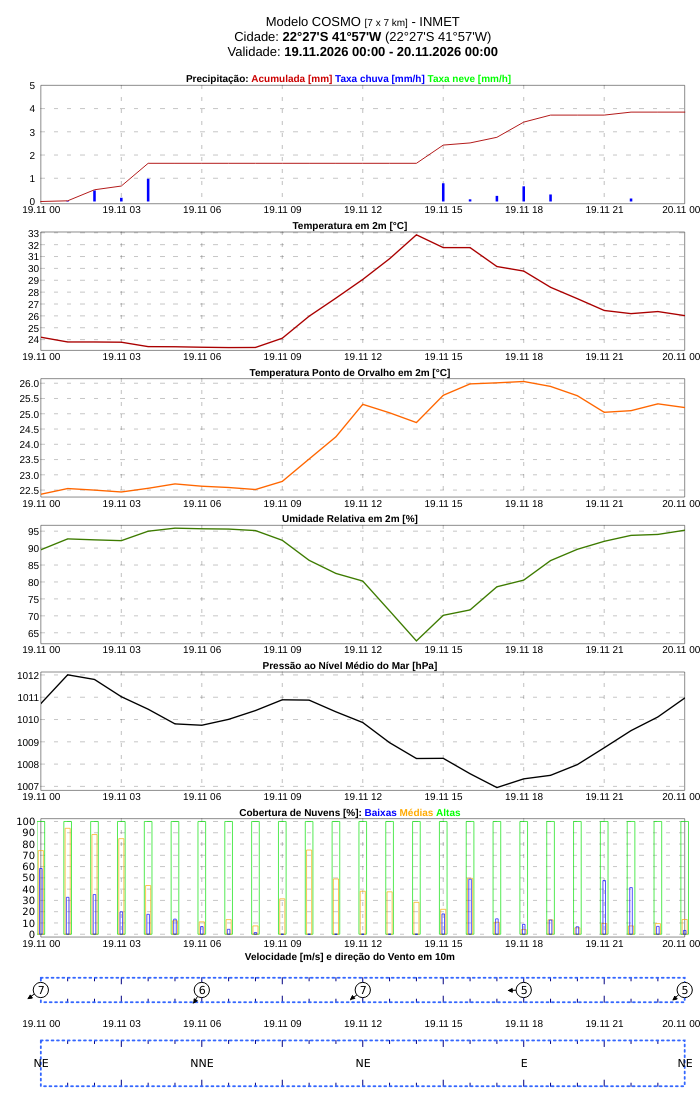 Modelo COSMO [7 x 7 km] - INMET
Cidade: 22°27'S 41°57'W (22°27'S 41°57'W)
Validade: 19.11.2026 00:00 - 20.11.2026 00:00
Precipitação: Acumulada [mm] Taxa chuva [mm/h] Taxa neve [mm/h]
5
4
3
2
1
0
19.11 00 19.11 03 19.11 06 19.11 09 19.11 12 19.11 15 19.11 18 19.11 21 20.11 00
Temperatura em 2m [°C]
33
32
31
30
29
28
27
26
25
24
19.11 00 19.11 03 19.11 06 19.11 09 19.11 12 19.11 15 19.11 18 19.11 21 20.11 00
Temperatura Ponto de Orvalho em 2m [°C]
26.0
25.5
25.0
24.5
24.0
23.5
23.0
22.5
19.11 00 19.11 03 19.11 06 19.11 09 19.11 12 19.11 15 19.11 18 19.11 21 20.11 00
Umidade Relativa em 2m [%]
95
90
85
80
75
70
65
19.11 00 19.11 03 19.11 06 19.11 09 19.11 12 19.11 15 19.11 18 19.11 21 20.11 00
Pressão ao Nível Médio do Mar [hPa]
1012
1011
1010
1009
1008
1007
19.11 00 19.11 03 19.11 06 19.11 09 19.11 12 19.11 15 19.11 18 19.11 21 20.11 00
Cobertura de Nuvens [%]: Baixas Médias Altas
100
90
80
70
60
50
40
30
20
10
0
19.11 00 19.11 03 19.11 06 19.11 09 19.11 12 19.11 15 19.11 18 19.11 21 20.11 00
Velocidade [m/s] e direção do Vento em 10m
7 6 7 5 5
19.11 00 19.11 03 19.11 06 19.11 09 19.11 12 19.11 15 19.11 18 19.11 21 20.11 00
NE NNE NE E NE